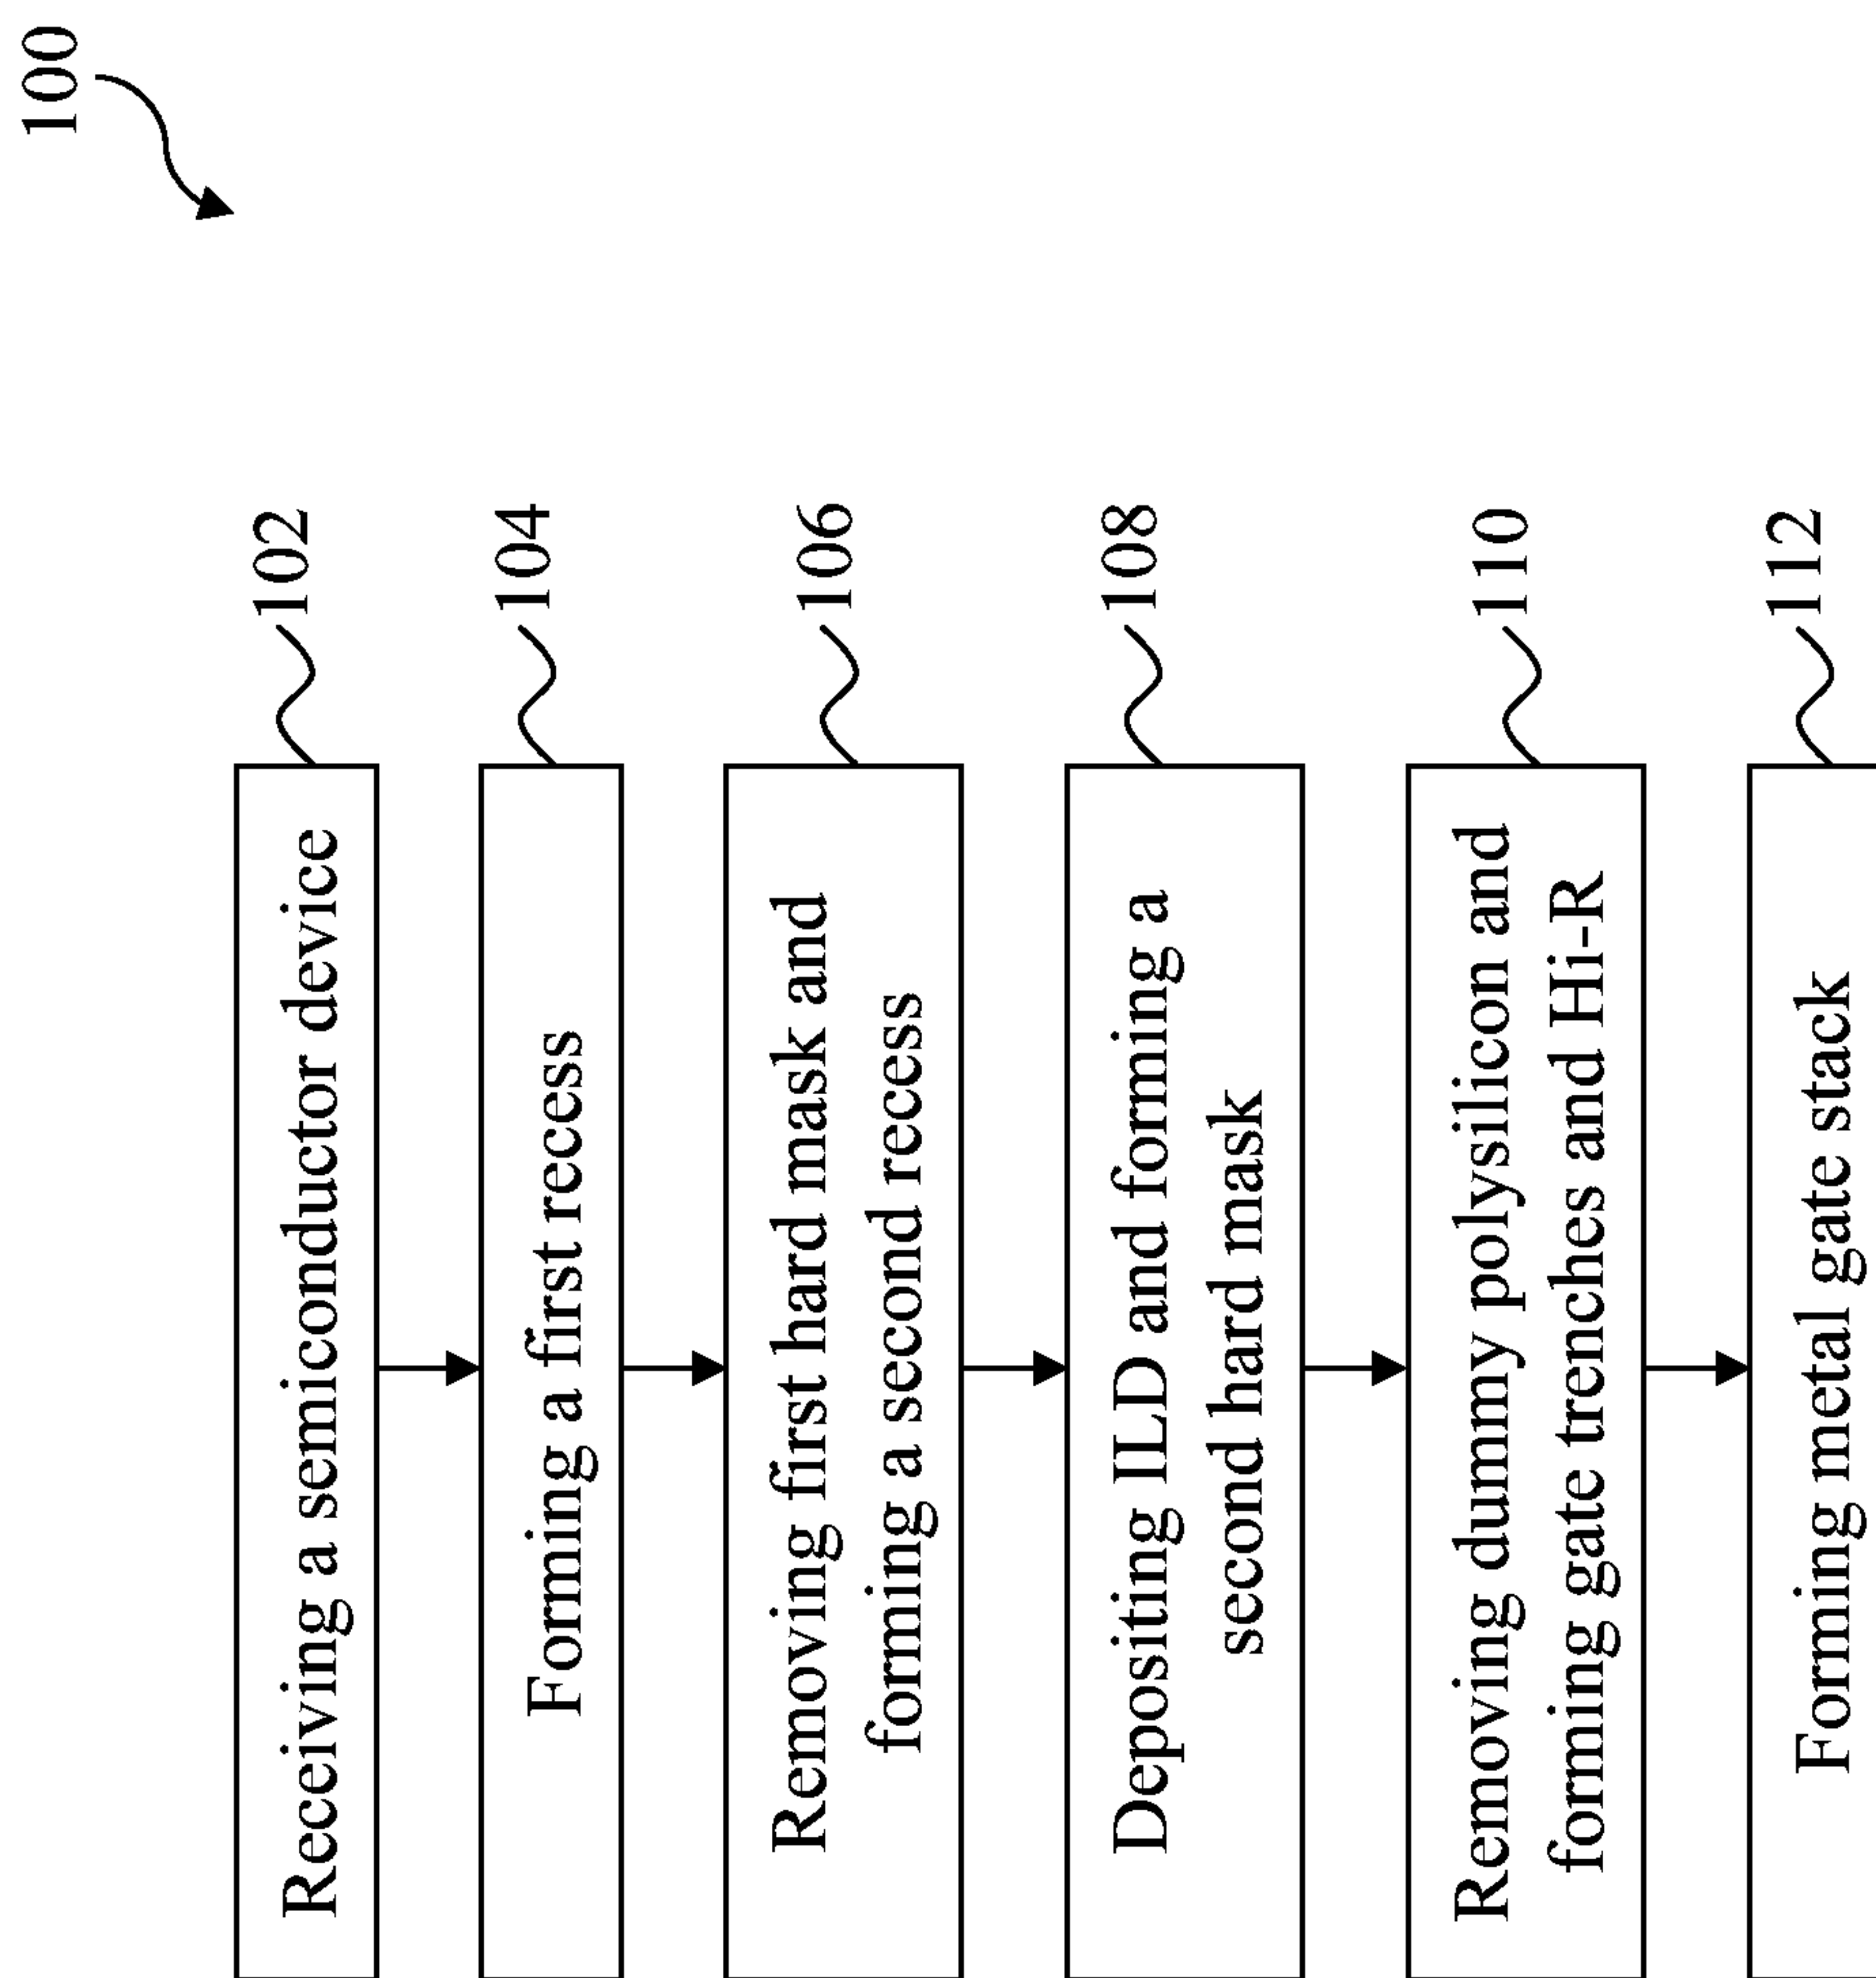 100
Receiving a semiconductor device
102
Forming a first recess
104
Removing first hard mask and
forming a second recess
106
Depositing ILD and forming a
second hard mask
108
Removing dummy polysilicon and
forming gate trenches and Hi-R
110
Forming metal gate stack
112